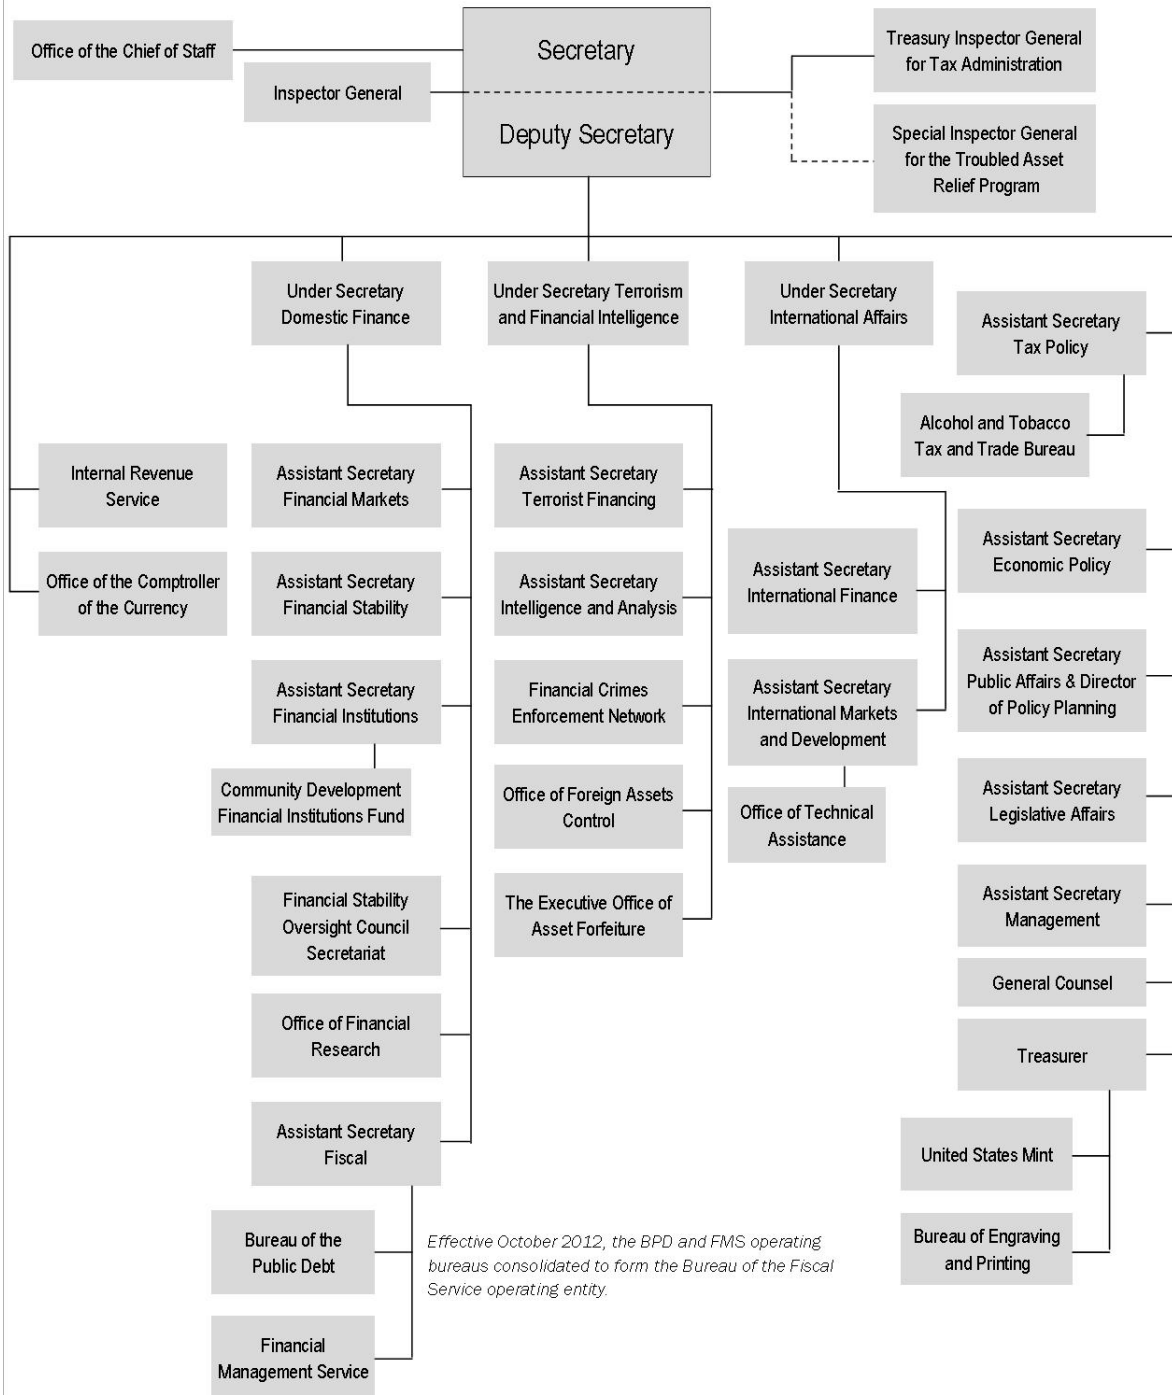 Office of the Chief of Staff
Inspector General
Secretary
Deputy Secretary
Treasury Inspector General
for Tax Administration
Special Inspector General
for the Troubled Asset
Relief Program
Under Secretary
Domestic Finance
Under Secretary Terrorism
and Financial Intelligence
Under Secretary
International Affairs
Assistant Secretary
Tax Policy
Alcohol and Tobacco
Tax and Trade Bureau
Internal Revenue
Service
Office of the Comptroller
of the Currency
Assistant Secretary
Financial Markets
Assistant Secretary
Financial Stability
Assistant Secretary
Financial Institutions
Community Development
Financial Institutions Fund
Financial Stability
Oversight Council
Secretariat
Office of Financial
Research
Assistant Secretary
Fiscal
Bureau of the
Public Debt
Financial
Management Service
Assistant Secretary
Terrorist Financing
Assistant Secretary
Intelligence and Analysis
Financial Crimes
Enforcement Network
Office of Foreign Assets
Control
The Executive Office of
Asset Forfeiture
Assistant Secretary
International Finance
Assistant Secretary
International Markets
and Development
Office of Technical
Assistance
Assistant Secretary
Economic Policy
Assistant Secretary
Public Affairs & Director
of Policy Planning
Assistant Secretary
Legislative Affairs
Assistant Secretary
Management
General Counsel
Treasurer
United States Mint
Bureau of Engraving
and Printing
Effective October 2012, the BPD and FMS operating
bureaus consolidated to form the Bureau of the Fiscal
Service operating entity.